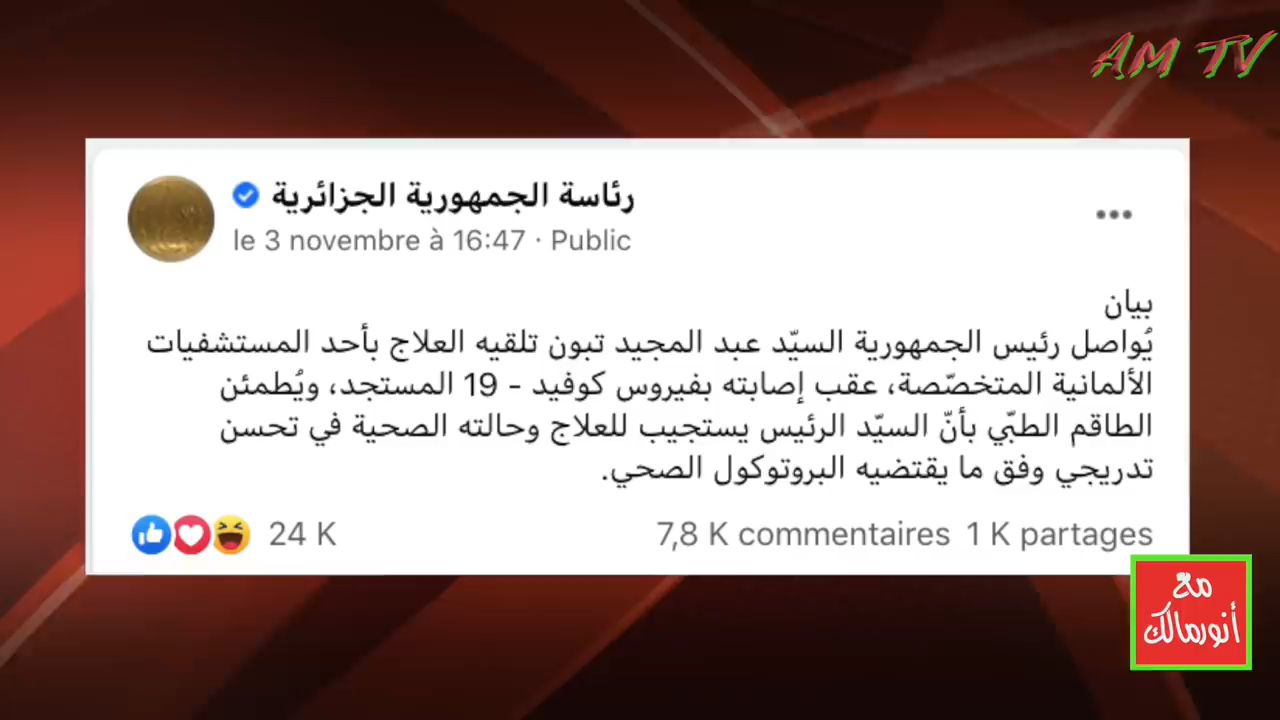 AM TV
رئاسة الجمهورية الجزائرية
le 3 novembre à 16:47 · Public
بيان
يُواصل رئيس الجمهورية السيّد عبد المجيد تبون تلقيه العلاج بأحد المستشفيات
الألمانية المتخصّصة، عقب إصابته بفيروس كوفيد - 19 المستجد، ويُطمئن
الطاقم الطبّي بأنّ السيّد الرئيس يستجيب للعلاج وحالته الصحية في تحسن
تدريجي وفق ما يقتضيه البروتوكول الصحي.
24 K 7,8 K commentaires 1 K partages
مع
أنورمالك